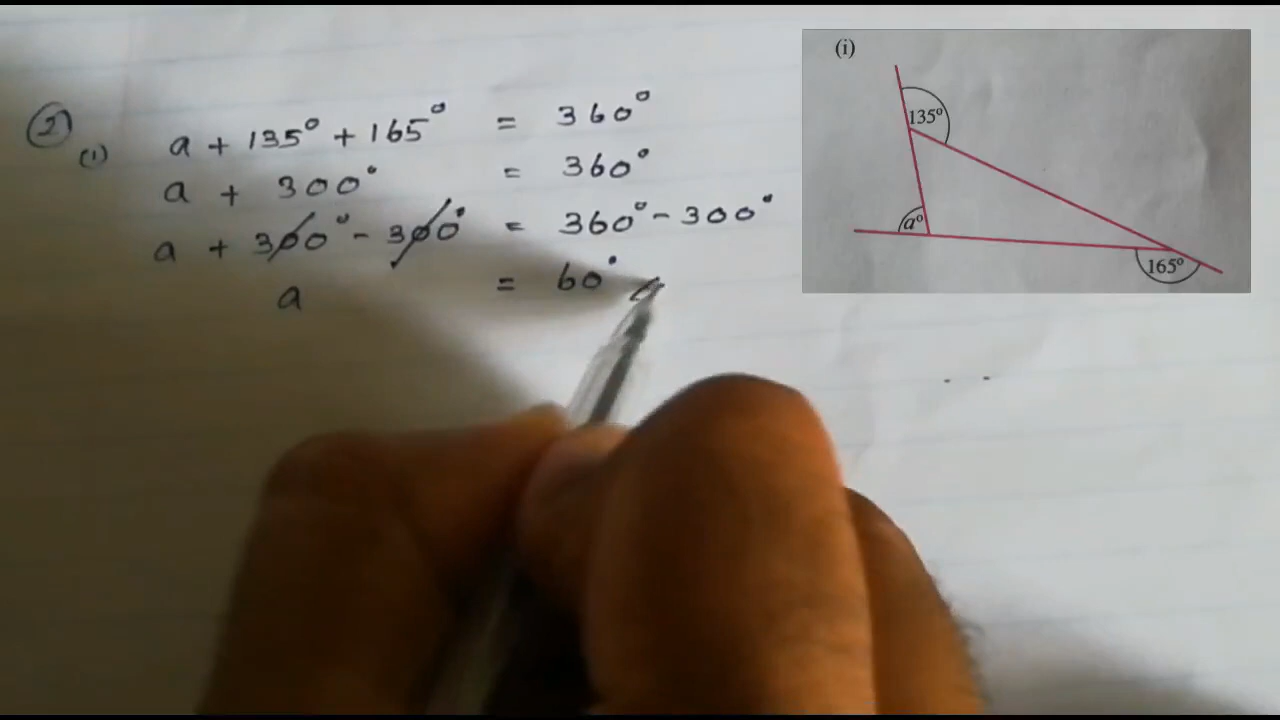 (2) (i) a + 135° + 165° = 360°
a + 300° = 360°
a + 300° - 300° = 360° - 300°
a = 60°
(i)
135°
a°
165°